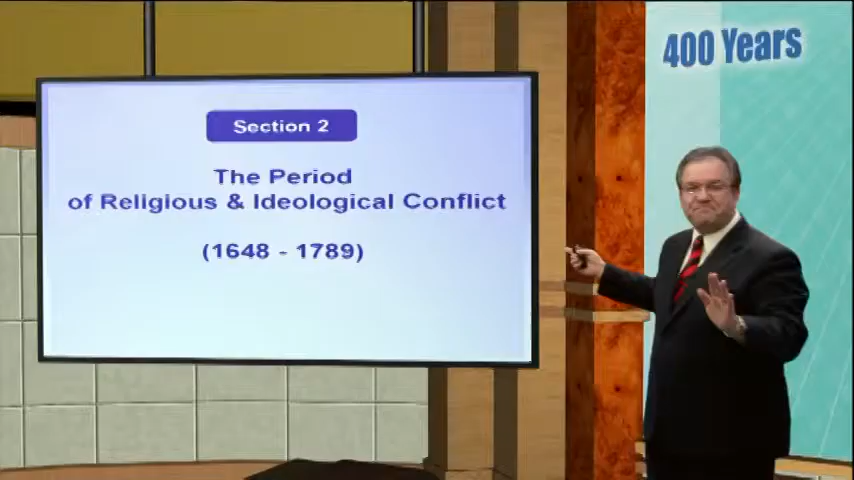 400 Years
Section 2
The Period
of Religious & Ideological Conflict
(1648 - 1789)